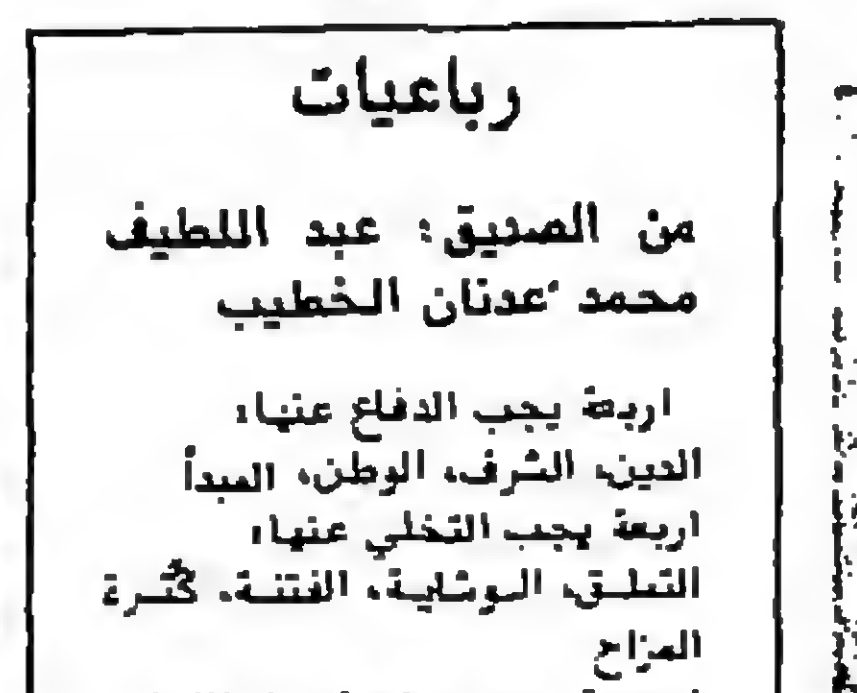 رباعيات
من الصديق: عبد اللطيف
محمد عدنان الخطيب
اربعة يجب الدفاع عنها:
الدين، الشرف، الوطن، المبدأ
اربعة يجب التخلي عنها:
التملق، الوشاية، الفتنة، كثرة
المزاح